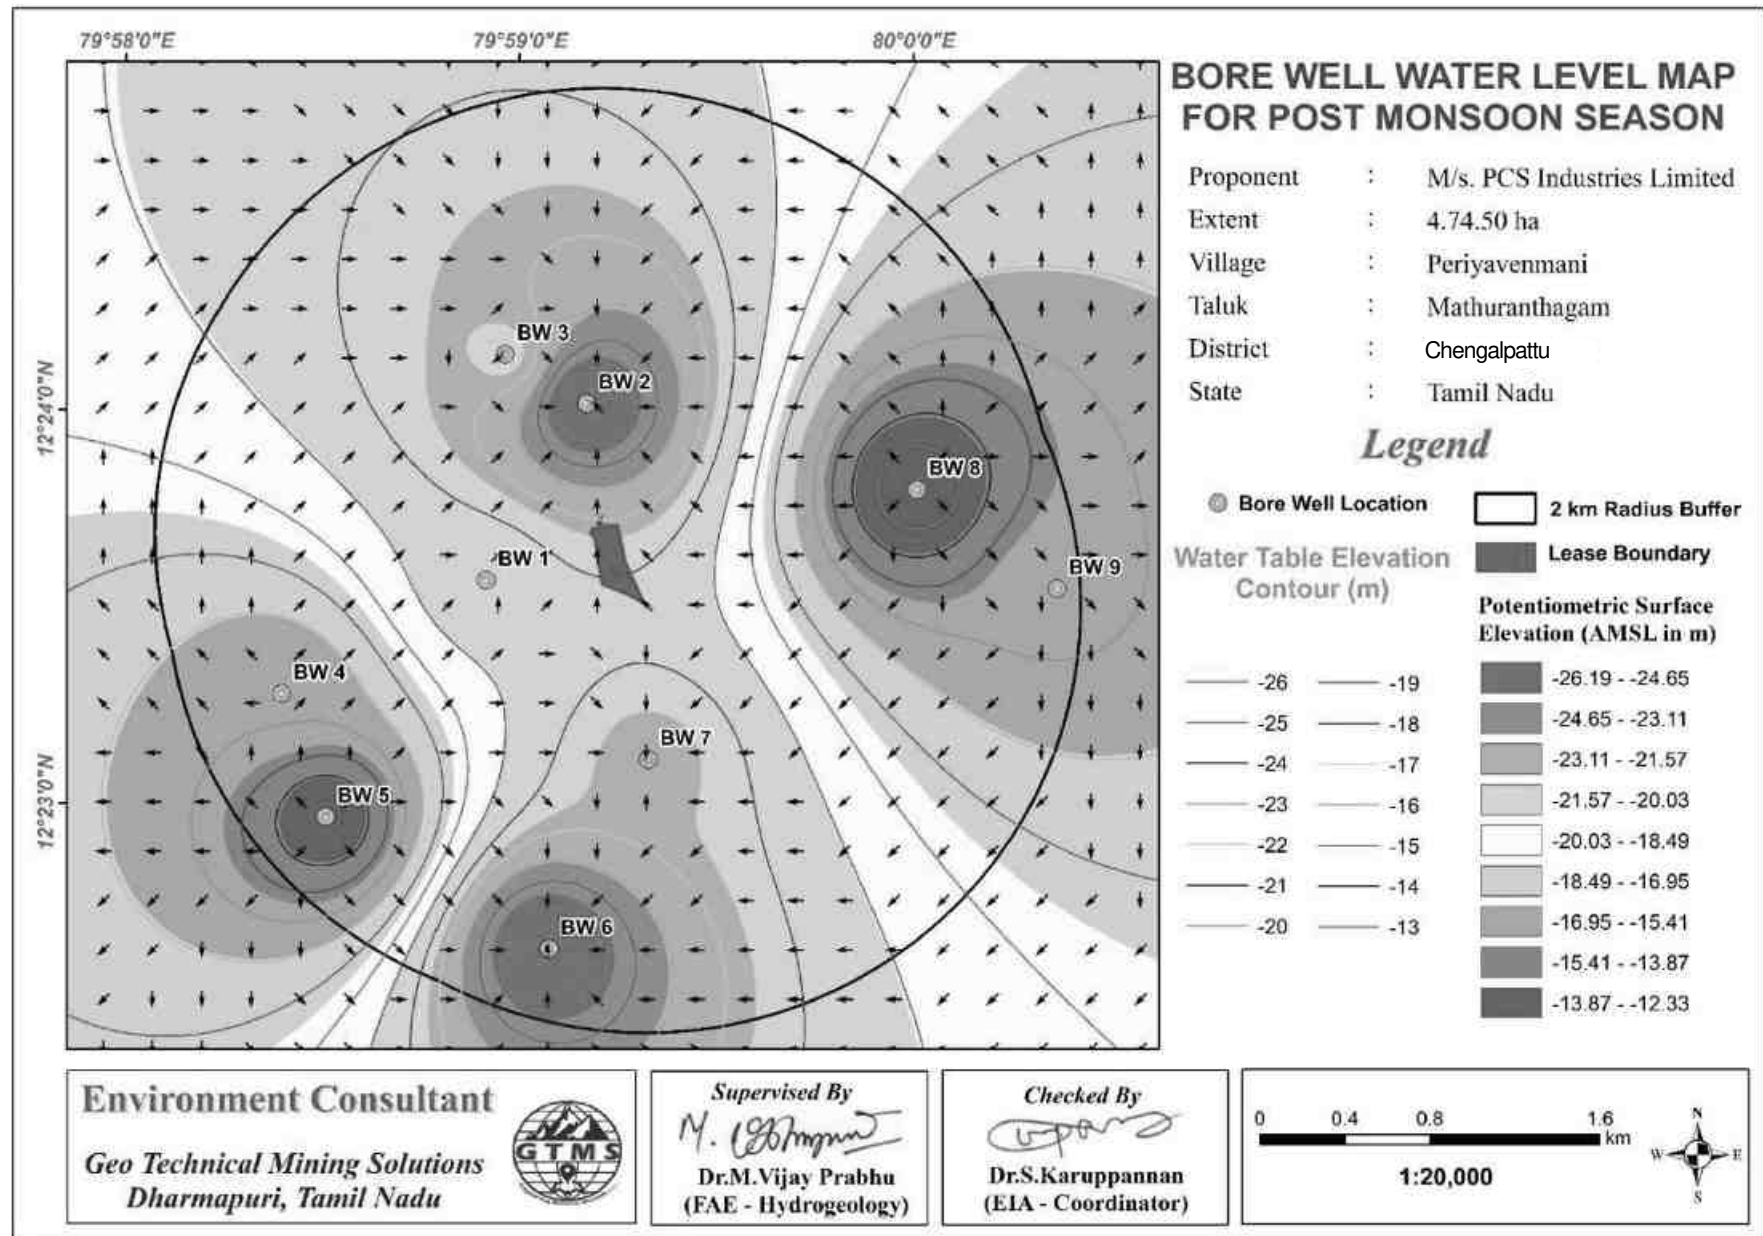 79°58'0"E
79°59'0"E
80°0'0"E
12°24'0"N
12°23'0"N
BW 3
BW 2
BW 8
BW 1
BW 9
BW 4
BW 7
BW 5
BW 6
BORE WELL WATER LEVEL MAP
FOR POST MONSOON SEASON
Proponent : M/s. PCS Industries Limited
Extent : 4.74.50 ha
Village : Periyavenmani
Taluk : Mathuranthagam
District : Chengalpattu
State : Tamil Nadu
Legend
Bore Well Location
2 km Radius Buffer
Lease Boundary
Water Table Elevation
Contour (m)
-26
-25
-24
-23
-22
-21
-20
-19
-18
-17
-16
-15
-14
-13
Potentiometric Surface
Elevation (AMSL in m)
-26.19 - -24.65
-24.65 - -23.11
-23.11 - -21.57
-21.57 - -20.03
-20.03 - -18.49
-18.49 - -16.95
-16.95 - -15.41
-15.41 - -13.87
-13.87 - -12.33
Environment Consultant
Geo Technical Mining Solutions
Dharmapuri, Tamil Nadu
GTMS
Supervised By
Dr.M.Vijay Prabhu
(FAE - Hydrogeology)
Checked By
Dr.S.Karuppannan
(EIA - Coordinator)
0 0.4 0.8 1.6
km
1:20,000
N
W E
S